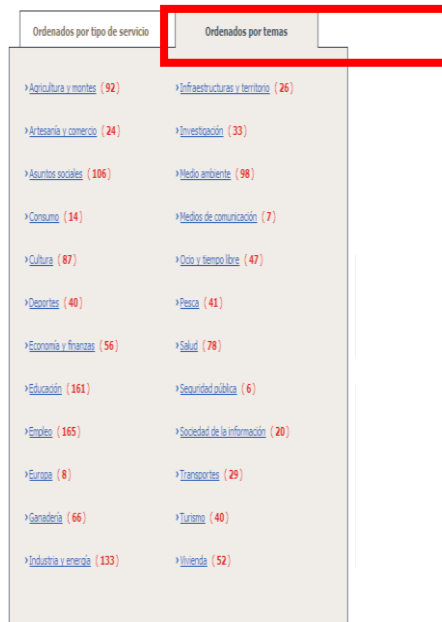 Ordenados por tipo de servicio
Ordenados por temas
›Agricultura y montes (92)
›Infraestructuras y territorio (26)
›Artesanía y comercio (24)
›Investigación (33)
›Asuntos sociales (106)
›Medio ambiente (98)
›Consumo (14)
›Medios de comunicación (7)
›Cultura (87)
›Ocio y tiempo libre (47)
›Deportes (40)
›Pesca (41)
›Economía y finanzas (56)
›Salud (78)
›Educación (161)
›Seguridad pública (6)
›Empleo (165)
›Sociedad de la información (20)
›Europa (8)
›Transportes (29)
›Ganadería (66)
›Turismo (40)
›Industria y energía (133)
›Vivienda (52)